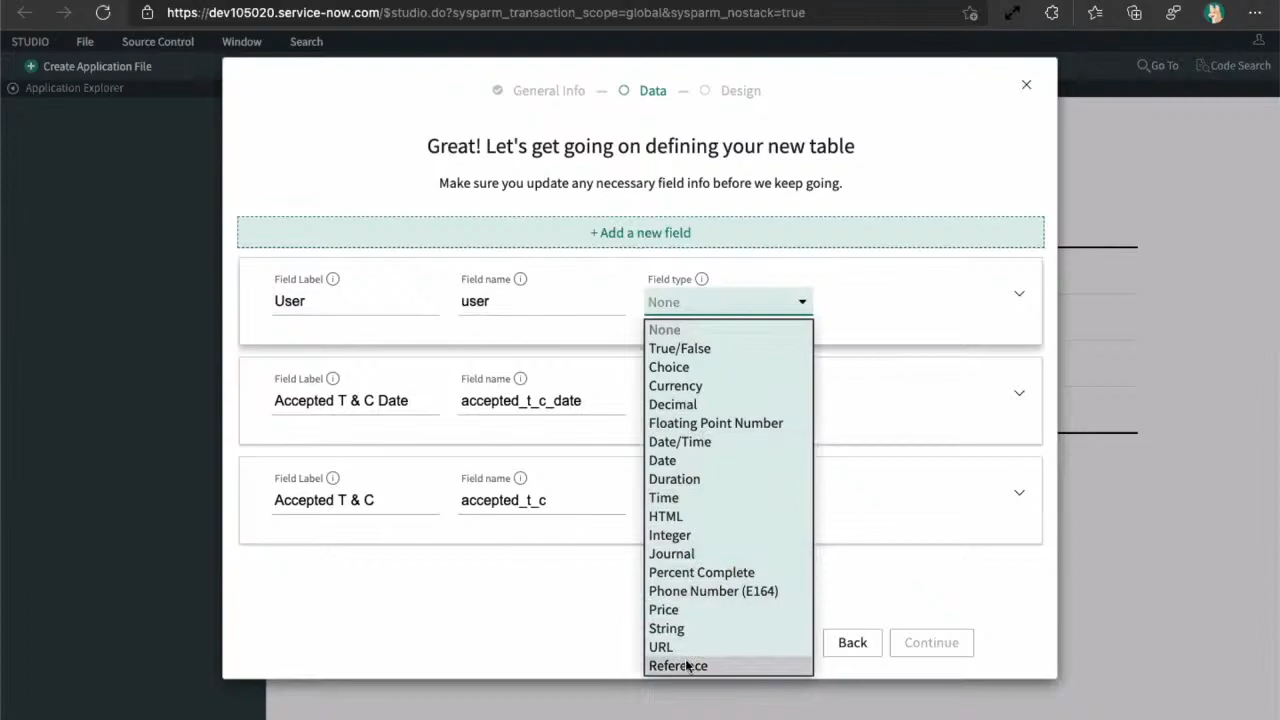 https://dev105020.service-now.com/$studio.do?sysparm_transaction_scope=global&sysparm_nostack=true
STUDIO File Source Control Window Search
Create Application File
Go To Code Search
Application Explorer
General Info Data Design
Great! Let's get going on defining your new table
Make sure you update any necessary field info before we keep going.
+ Add a new field
Field Label Field name Field type
User user None
None
True/False
Choice
Currency
Decimal
Floating Point Number
Date/Time
Date
Duration
Time
HTML
Integer
Journal
Percent Complete
Phone Number (E164)
Price
String
URL
Reference
Field Label Field name
Accepted T & C Date accepted_t_c_date
Field Label Field name
Accepted T & C accepted_t_c
Back Continue